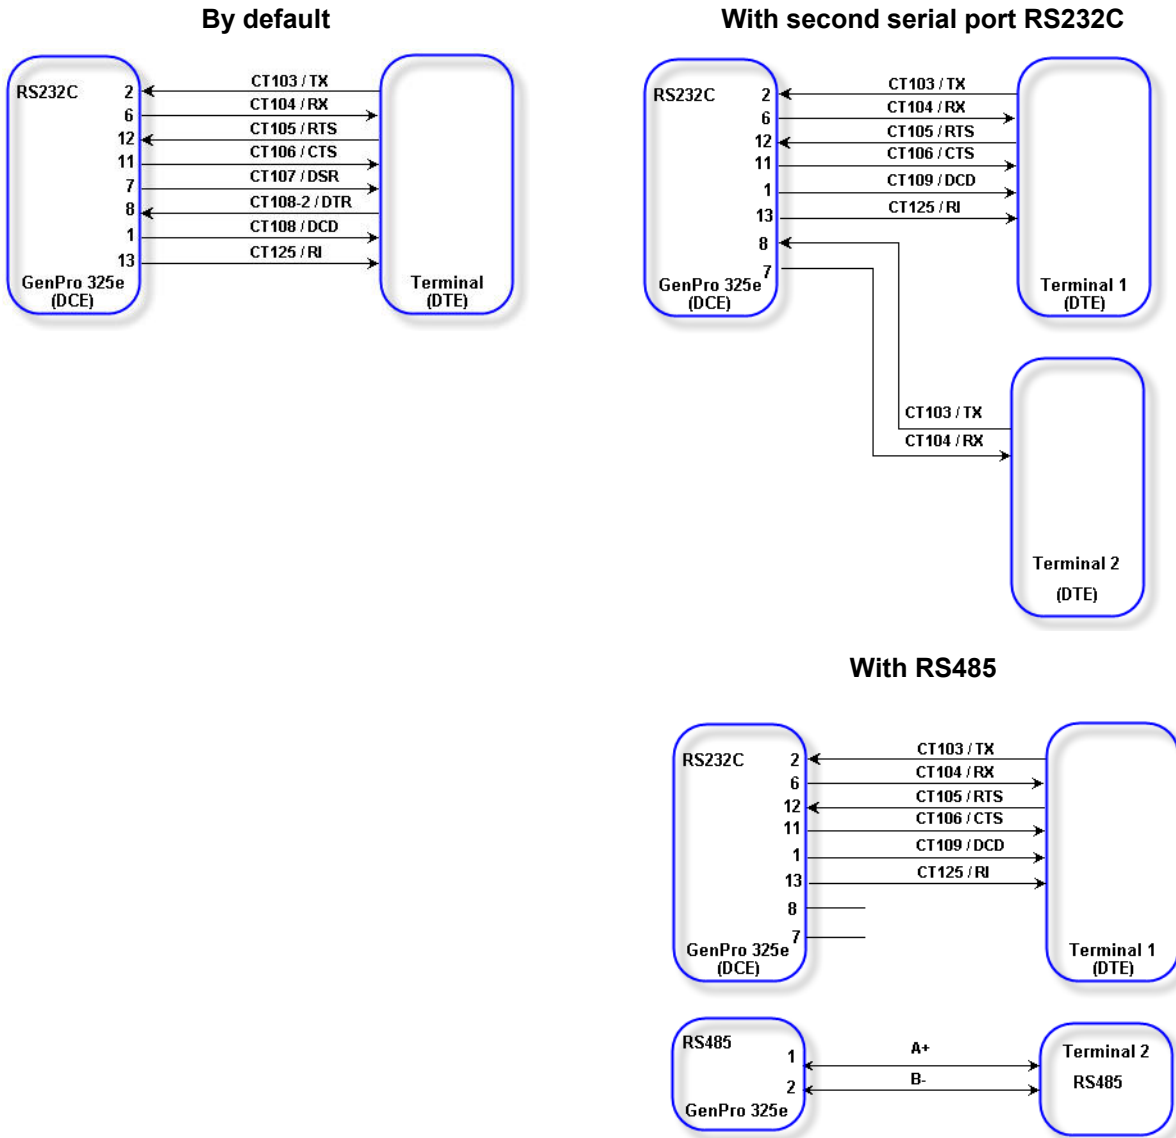 By default
RS232C
2
CT103 / TX
6
CT104 / RX
12
CT105 / RTS
11
CT106 / CTS
7
CT107 / DSR
8
CT108-2 / DTR
1
CT108 / DCD
13
CT125 / RI
GenPro 325e
(DCE)
Terminal
(DTE)
With second serial port RS232C
RS232C
2
CT103 / TX
6
CT104 / RX
12
CT105 / RTS
11
CT106 / CTS
1
CT109 / DCD
13
CT125 / RI
8
7
GenPro 325e
(DCE)
Terminal 1
(DTE)
CT103 / TX
CT104 / RX
Terminal 2
(DTE)
With RS485
RS232C
2
CT103 / TX
6
CT104 / RX
12
CT105 / RTS
11
CT106 / CTS
1
CT109 / DCD
13
CT125 / RI
8
7
GenPro 325e
(DCE)
Terminal 1
(DTE)
RS485
1
A+
2
B-
GenPro 325e
Terminal 2
RS485